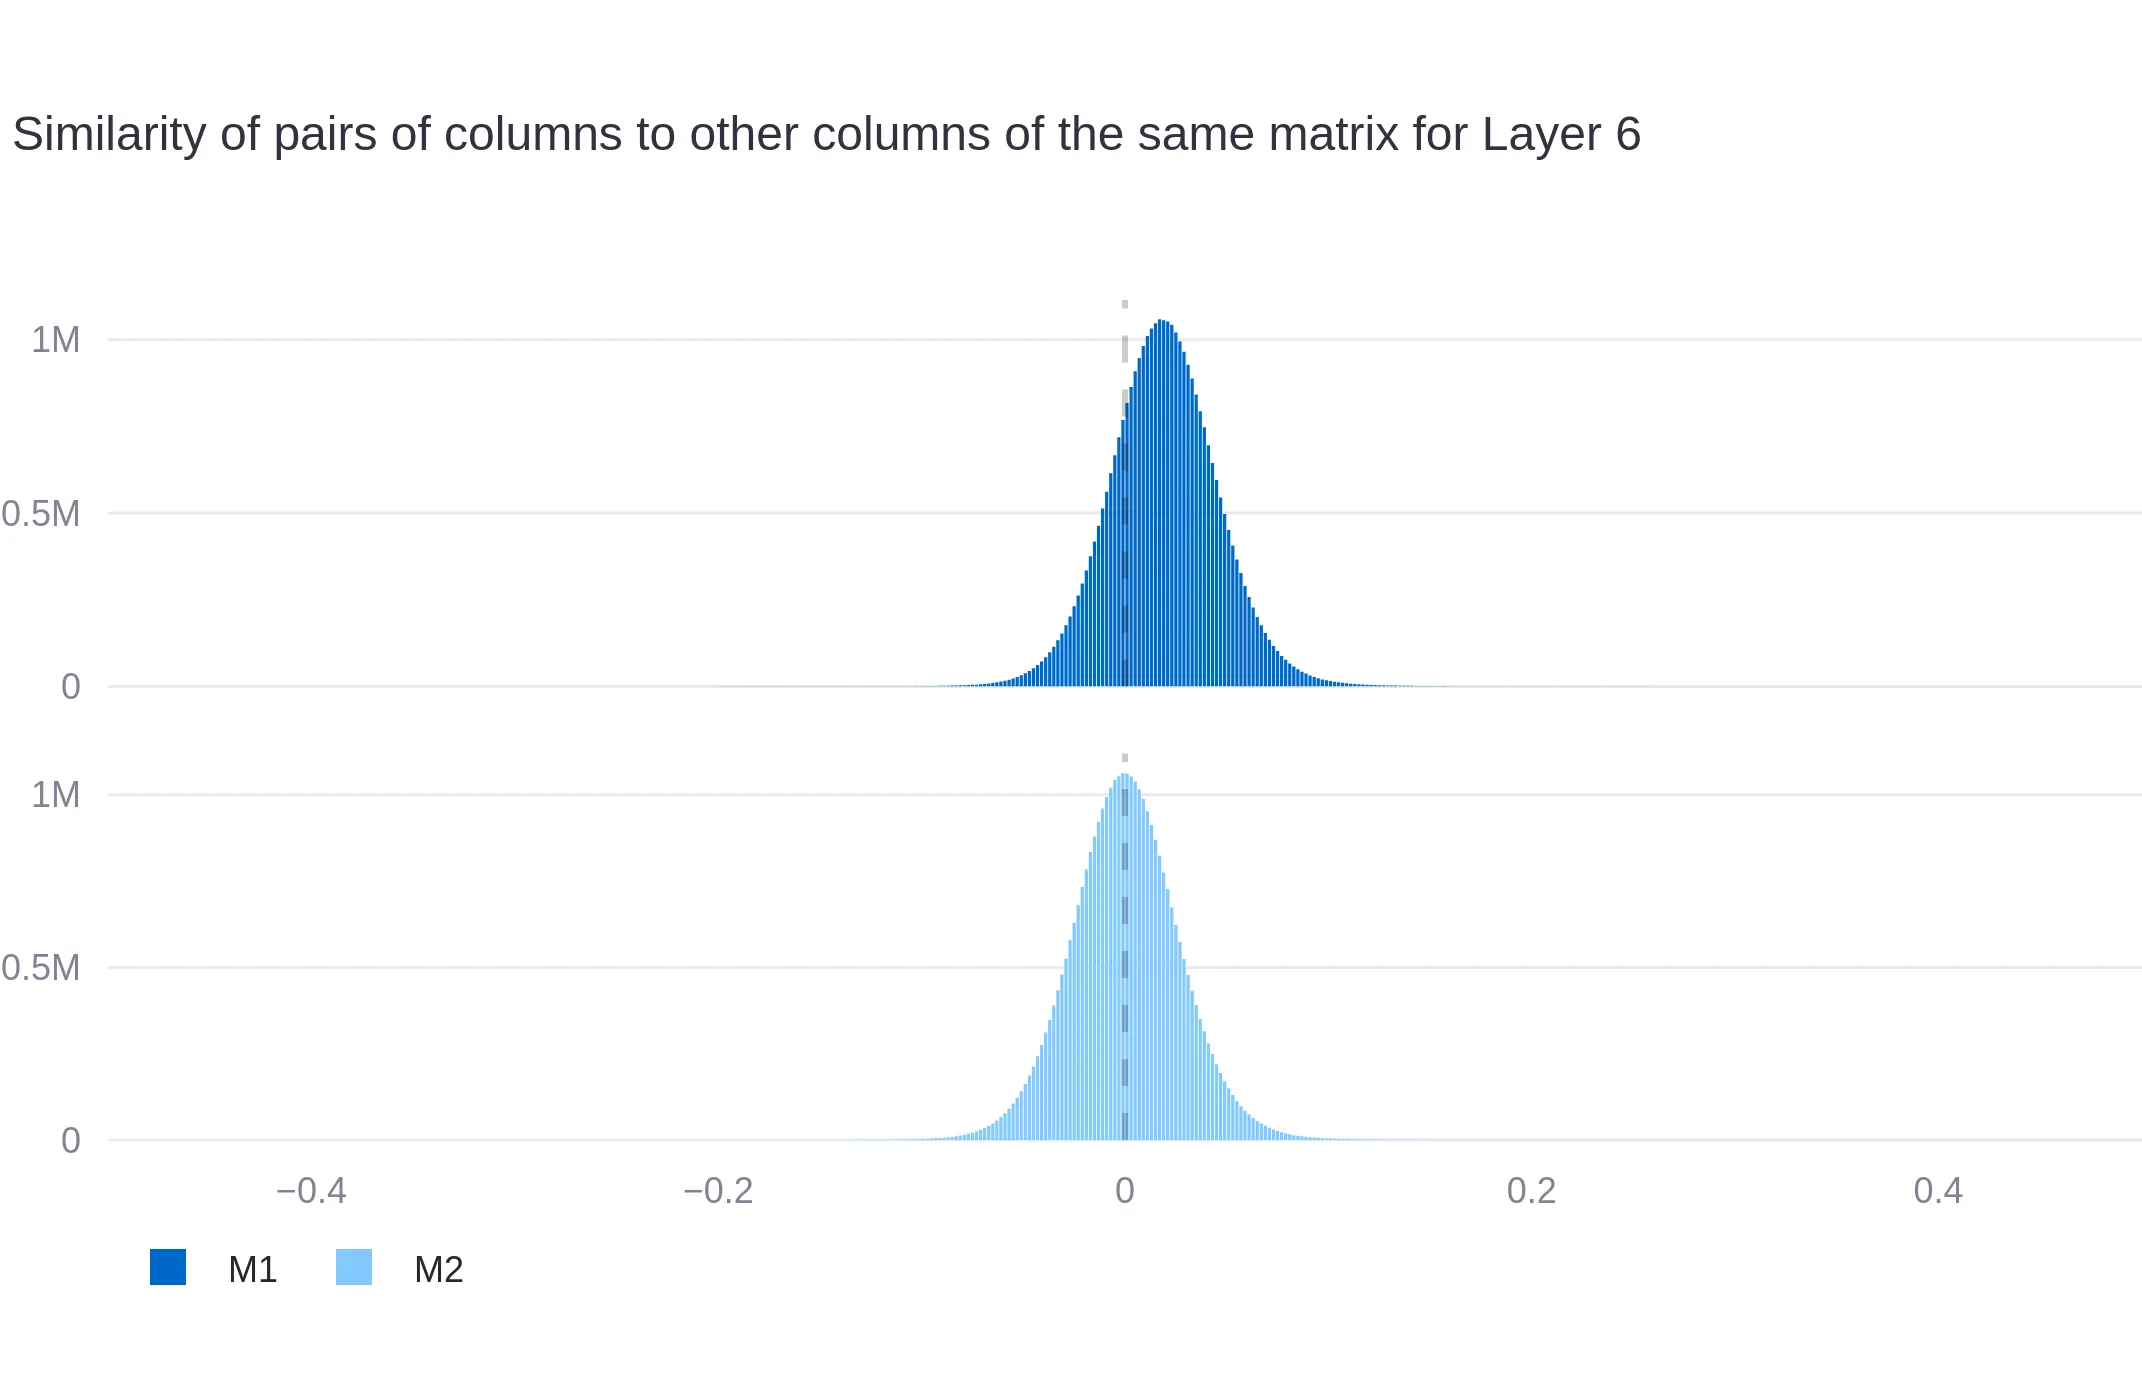 Similarity of pairs of columns to other columns of the same matrix for Layer 6
1M
0.5M
0
1M
0.5M
0
−0.4 −0.2 0 0.2 0.4
M1 M2